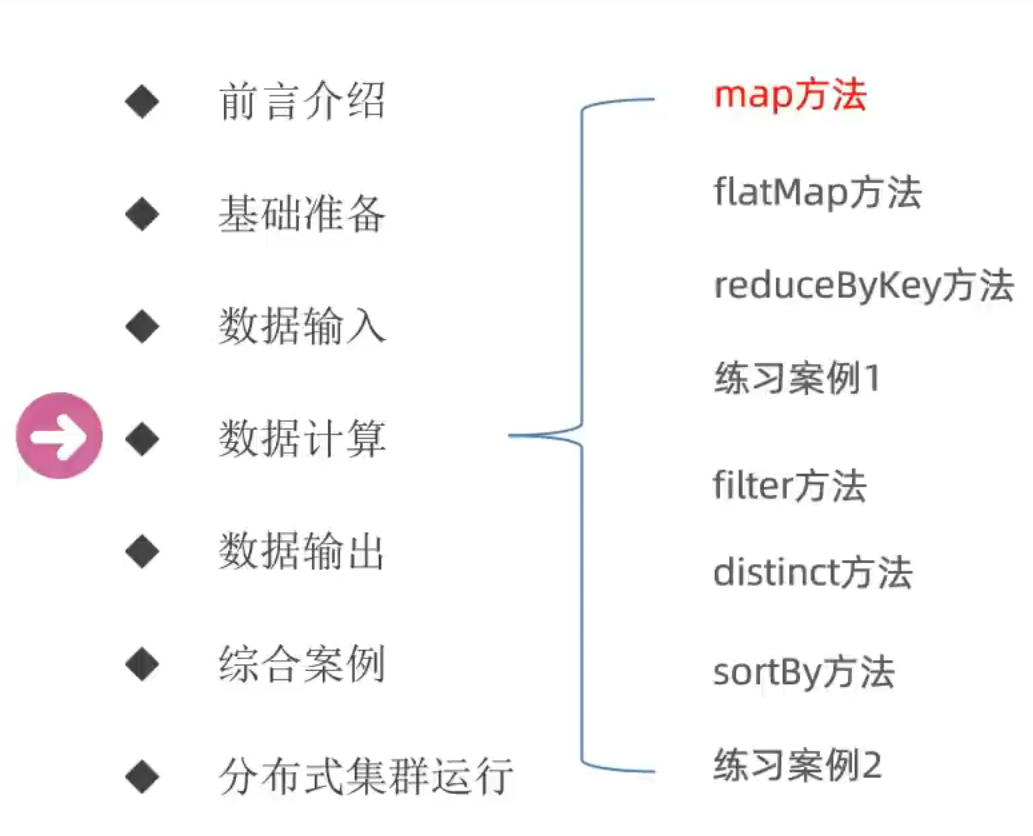 前言介绍
基础准备
数据输入
数据计算
数据输出
综合案例
分布式集群运行
map方法
flatMap方法
reduceByKey方法
练习案例1
filter方法
distinct方法
sortBy方法
练习案例2